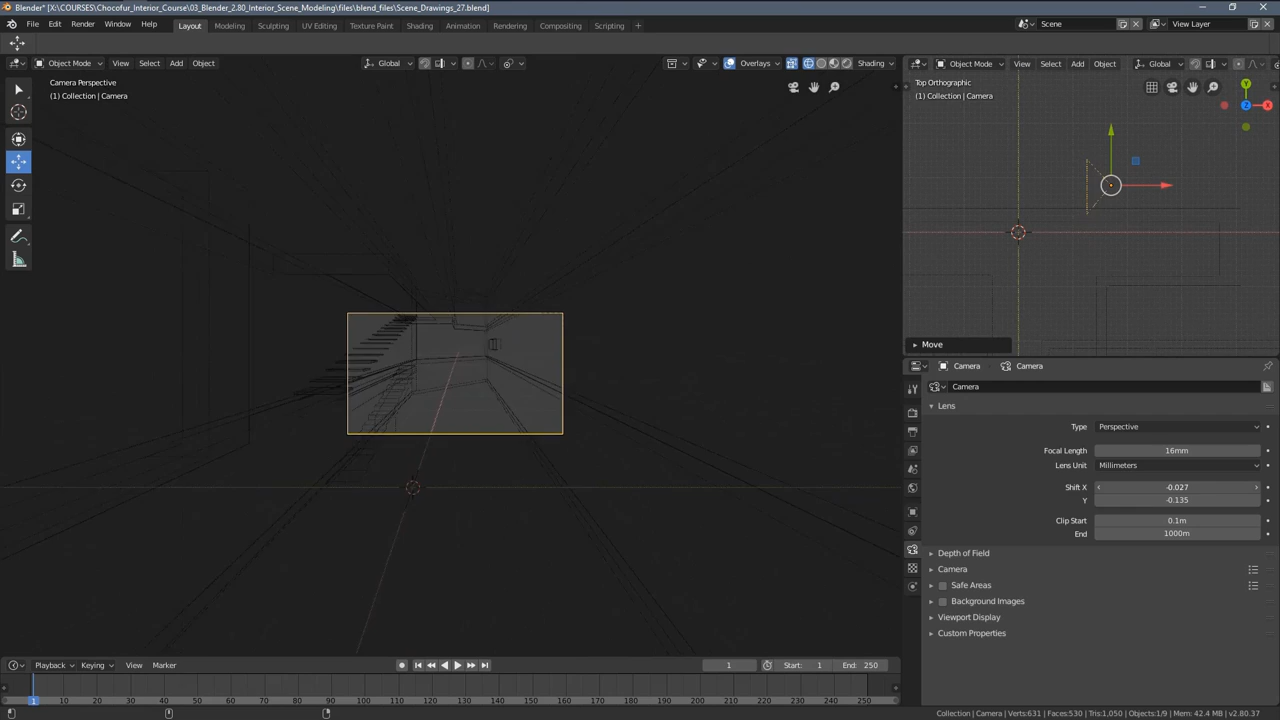 Blender* [X:\COURSES\Chocofur_Interior_Course\03_Blender_2.80_Interior_Scene_Modeling\files\blend_files\Scene_Drawings_27.blend]
File Edit Render Window Help Layout Modeling Sculpting UV Editing Texture Paint Shading Animation Rendering Compositing Scripting Scene View Layer
Object Mode View Select Add Object Global Overlays Shading Object Mode View Select Add Object Global
Camera Perspective
(1) Collection | Camera
Top Orthographic
(1) Collection | Camera
Y
Z
X
Move
Camera Camera
Camera
Lens
Type Perspective
Focal Length 16mm
Lens Unit Millimeters
Shift X -0.027
Y -0.135
Clip Start 0.1m
End 1000m
Depth of Field
Camera
Safe Areas
Background Images
Viewport Display
Custom Properties
Playback Keying View Marker 1 Start: 1 End: 250
1 10 20 30 40 50 60 70 80 90 100 110 120 130 140 150 160 170 180 190 200 210 220 230 240 250
Collection | Camera | Verts:631 | Faces:530 | Tris:1,050 | Objects:1/9 | Mem: 42.4 MB | v2.80.37